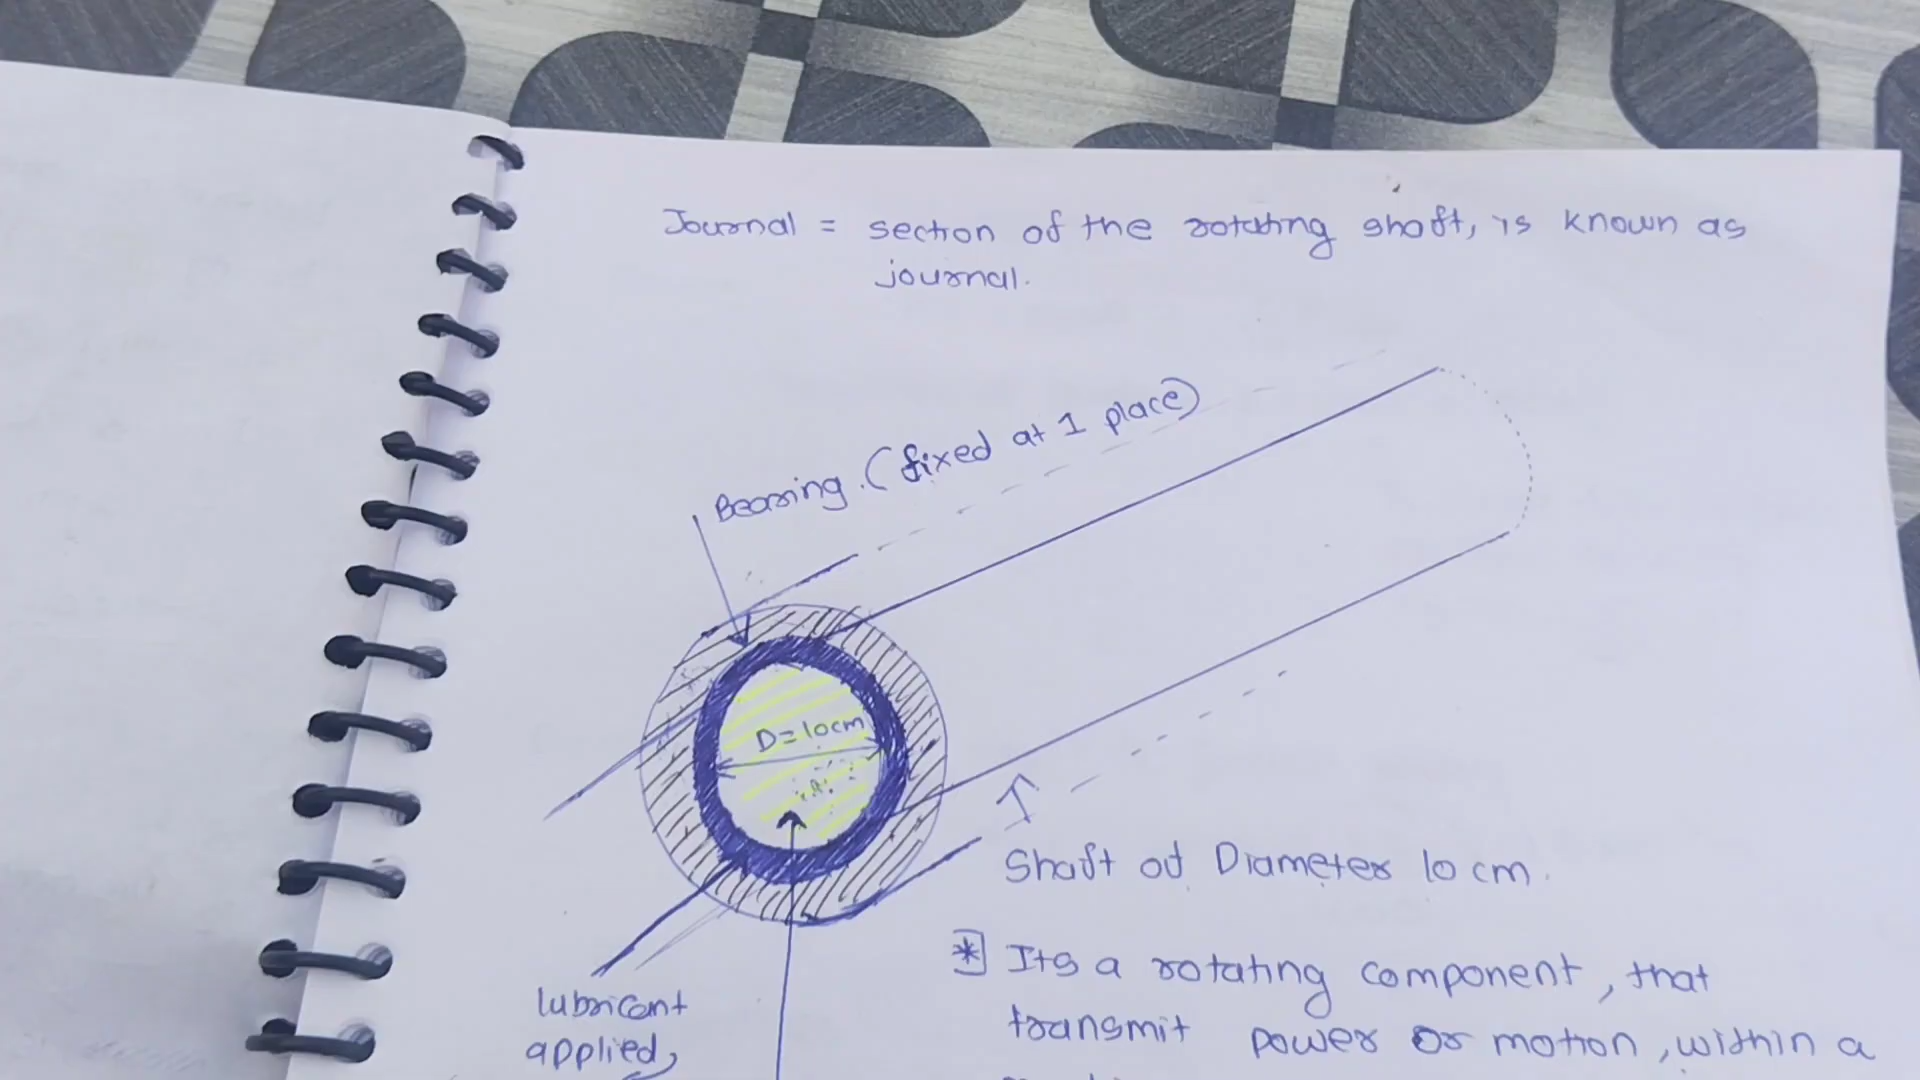 Journal = section of the rotating shaft, is known as
journal.
Bearing. (fixed at 1 place)
D=10cm
Shaft of Diameter 10 cm.
* Its a rotating component, that
transmit power or motion, within a
lubricant
applied,